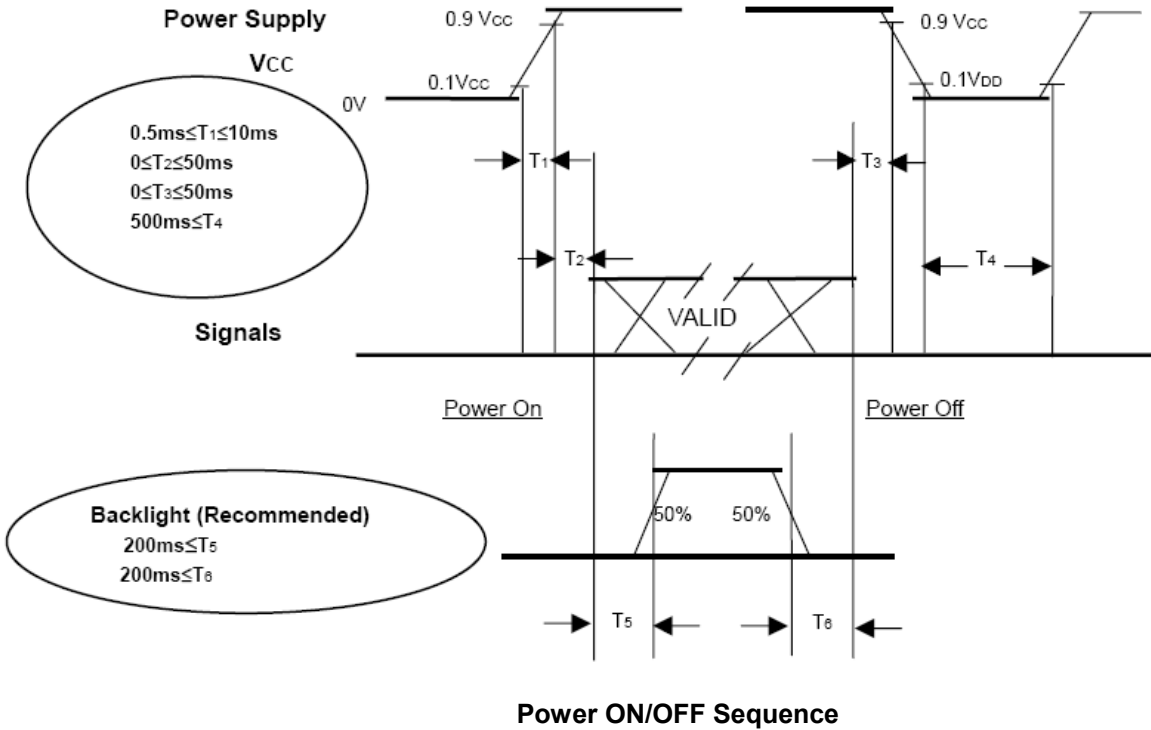 Power Supply
VCC
0.9 VCC
0.1VCC
0V
0.9 VCC
0.1VDD
0.5ms≤T1≤10ms
0≤T2≤50ms
0≤T3≤50ms
500ms≤T4
T1
T3
T2
T4
VALID
Signals
Power On
Power Off
50%
50%
Backlight (Recommended)
200ms≤T5
200ms≤T6
T5
T6
Power ON/OFF Sequence